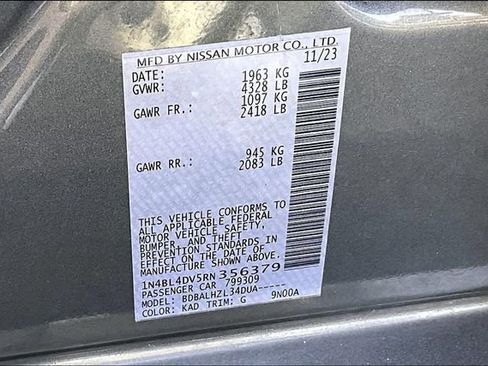 MFD BY NISSAN MOTOR CO., LTD.
11/23
DATE: 1963 KG
GVWR: 4328 LB
1097 KG
GAWR FR.: 2418 LB
945 KG
GAWR RR.: 2083 LB
THIS VEHICLE CONFORMS TO
ALL APPLICABLE FEDERAL
MOTOR VEHICLE SAFETY,
BUMPER, AND THEFT
PREVENTION STANDARDS IN
EFFECT ON THE DATE OF
MANUFACTURE SHOWN ABOVE.
1N4BL4DV5RN356379
PASSENGER CAR 799309
MODEL: BDBALHZL34DUA-----
COLOR: KAD TRIM: G 9N00A